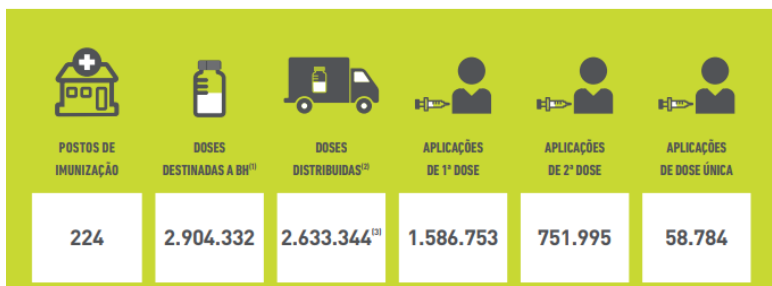 POSTOS DE
IMUNIZAÇÃO
DOSES
DESTINADAS A BH(1)
DOSES
DISTRIBUIDAS(2)
APLICAÇÕES
DE 1ª DOSE
APLICAÇÕES
DE 2ª DOSE
APLICAÇÕES
DE DOSE ÚNICA
224
2.904.332
2.633.344(3)
1.586.753
751.995
58.784